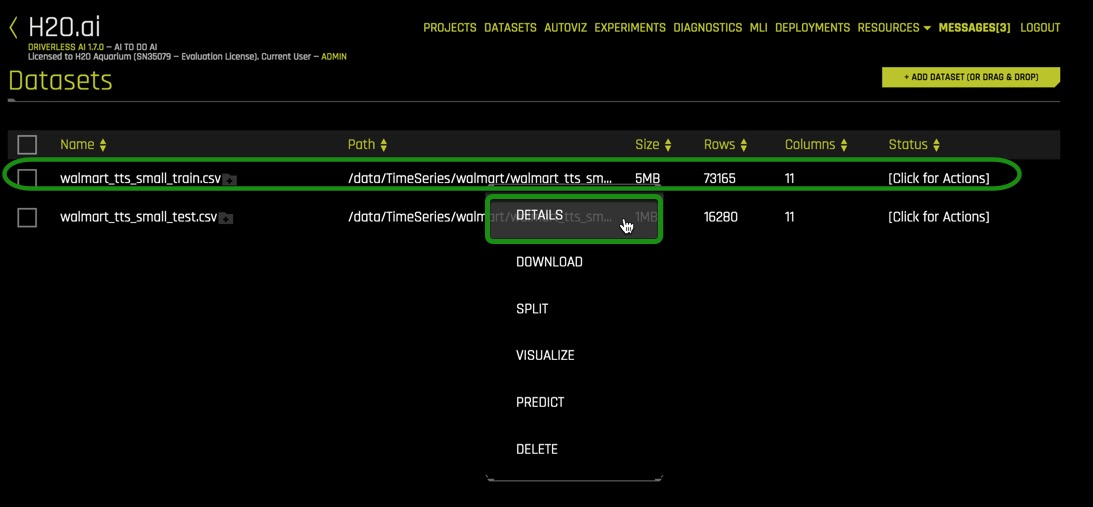 H2O.ai
PROJECTS DATASETS AUTOVIZ EXPERIMENTS DIAGNOSTICS MLI DEPLOYMENTS RESOURCES MESSAGES[3] LOGOUT
DRIVERLESS AI 1.7.0 – AI TO DO AI
Licensed to H2O Aquarium (SN35079 – Evaluation License). Current User – ADMIN
Datasets
+ ADD DATASET (OR DRAG & DROP)
Name Path Size Rows Columns Status
walmart_tts_small_train.csv /data/TimeSeries/walmart/walmart_tts_sm... 5MB 73165 11 [Click for Actions]
walmart_tts_small_test.csv /data/TimeSeries/walmart/walmart_tts_sm... 1MB 16280 11 [Click for Actions]
DETAILS
DOWNLOAD
SPLIT
VISUALIZE
PREDICT
DELETE